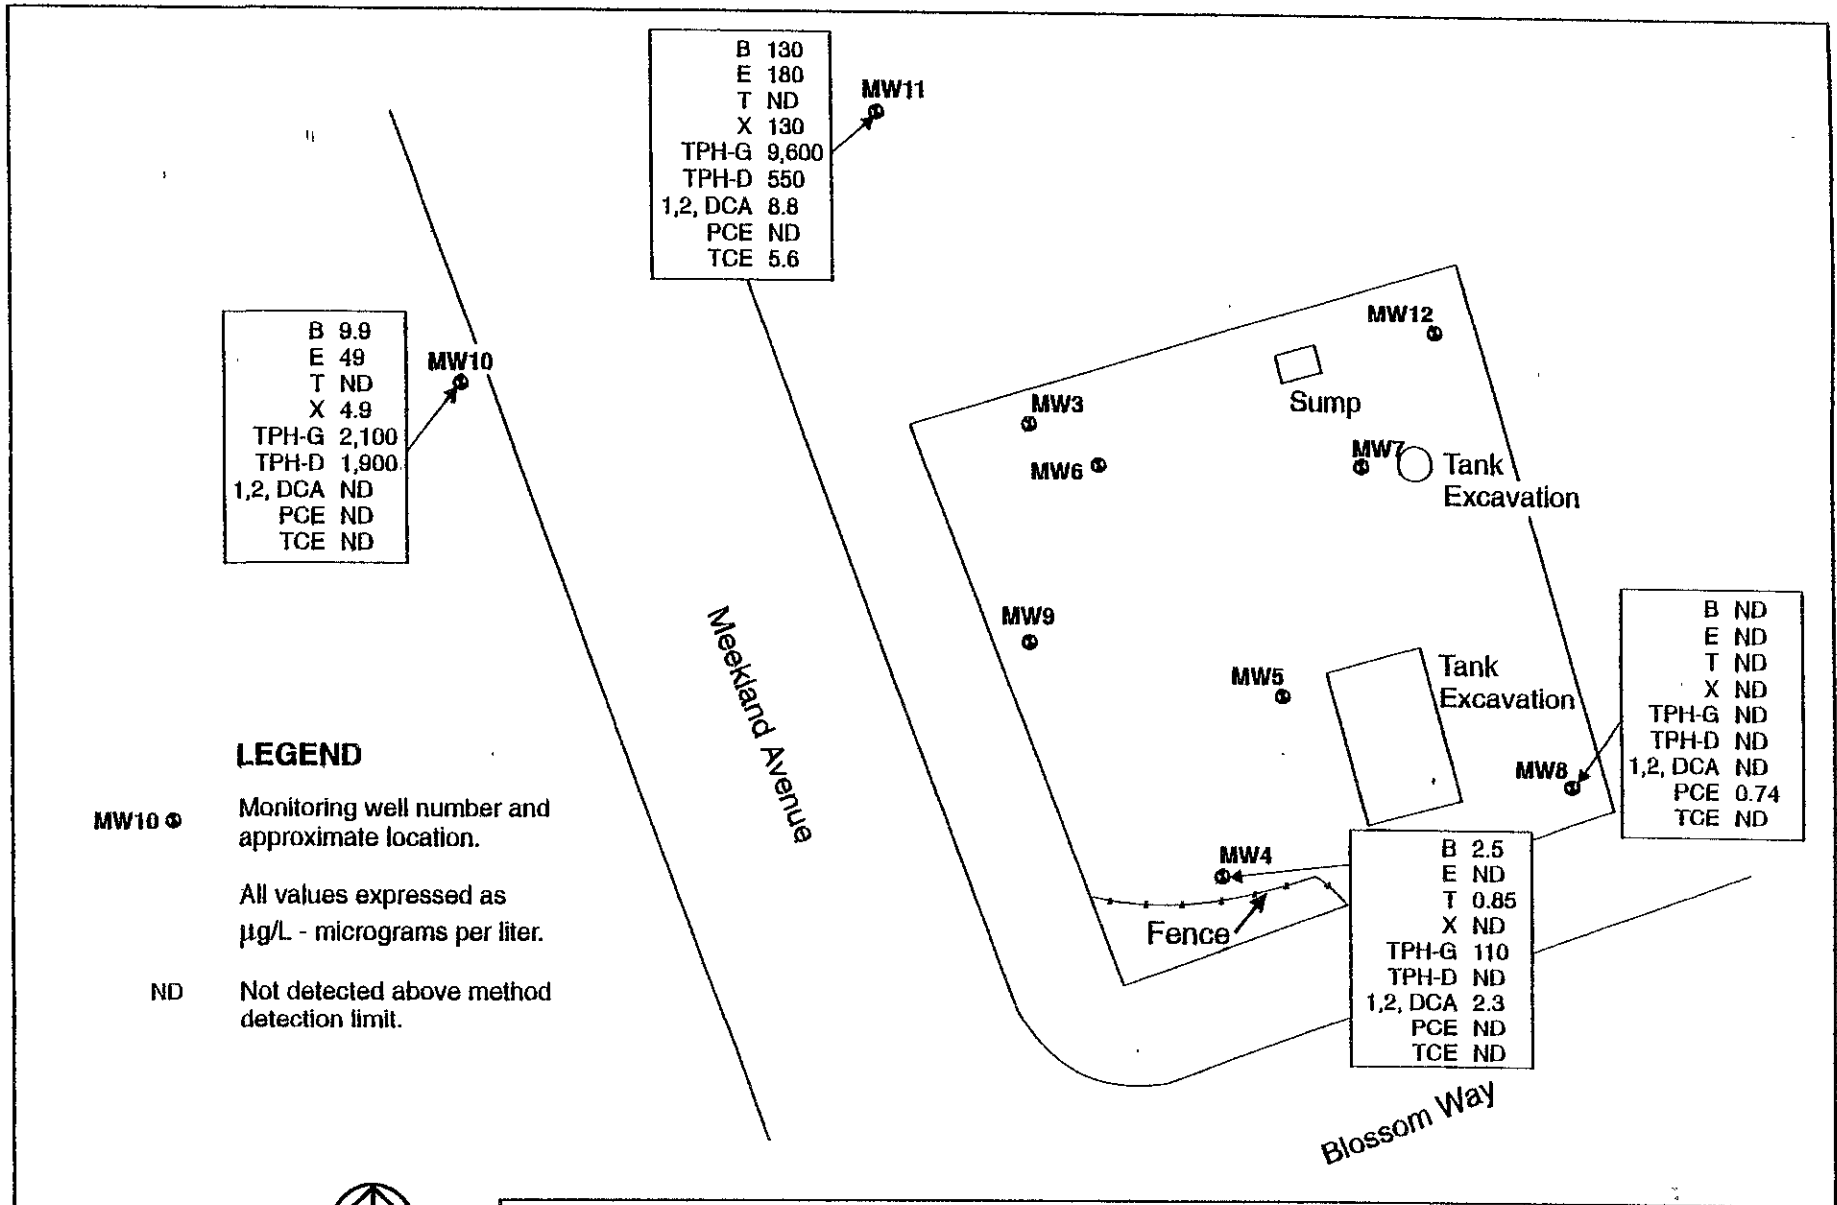 B 130
E 180
T ND
X 130
TPH-G 9,600
TPH-D 550
1,2, DCA 8.8
PCE ND
TCE 5.6
MW11
B 9.9
E 49
T ND
X 4.9
TPH-G 2,100
TPH-D 1,900
1,2, DCA ND
PCE ND
TCE ND
MW10
MW12
Sump
MW3
MW6
MW7
Tank
Excavation
MW9
MW5
Tank
Excavation
MW8
B ND
E ND
T ND
X ND
TPH-G ND
TPH-D ND
1,2, DCA ND
PCE 0.74
TCE ND
MW4
Fence
B 2.5
E ND
T 0.85
X ND
TPH-G 110
TPH-D ND
1,2, DCA 2.3
PCE ND
TCE ND
Meekland Avenue
Blossom Way
LEGEND
MW10 Monitoring well number and
approximate location.
All values expressed as
µg/L - micrograms per liter.
ND Not detected above method
detection limit.